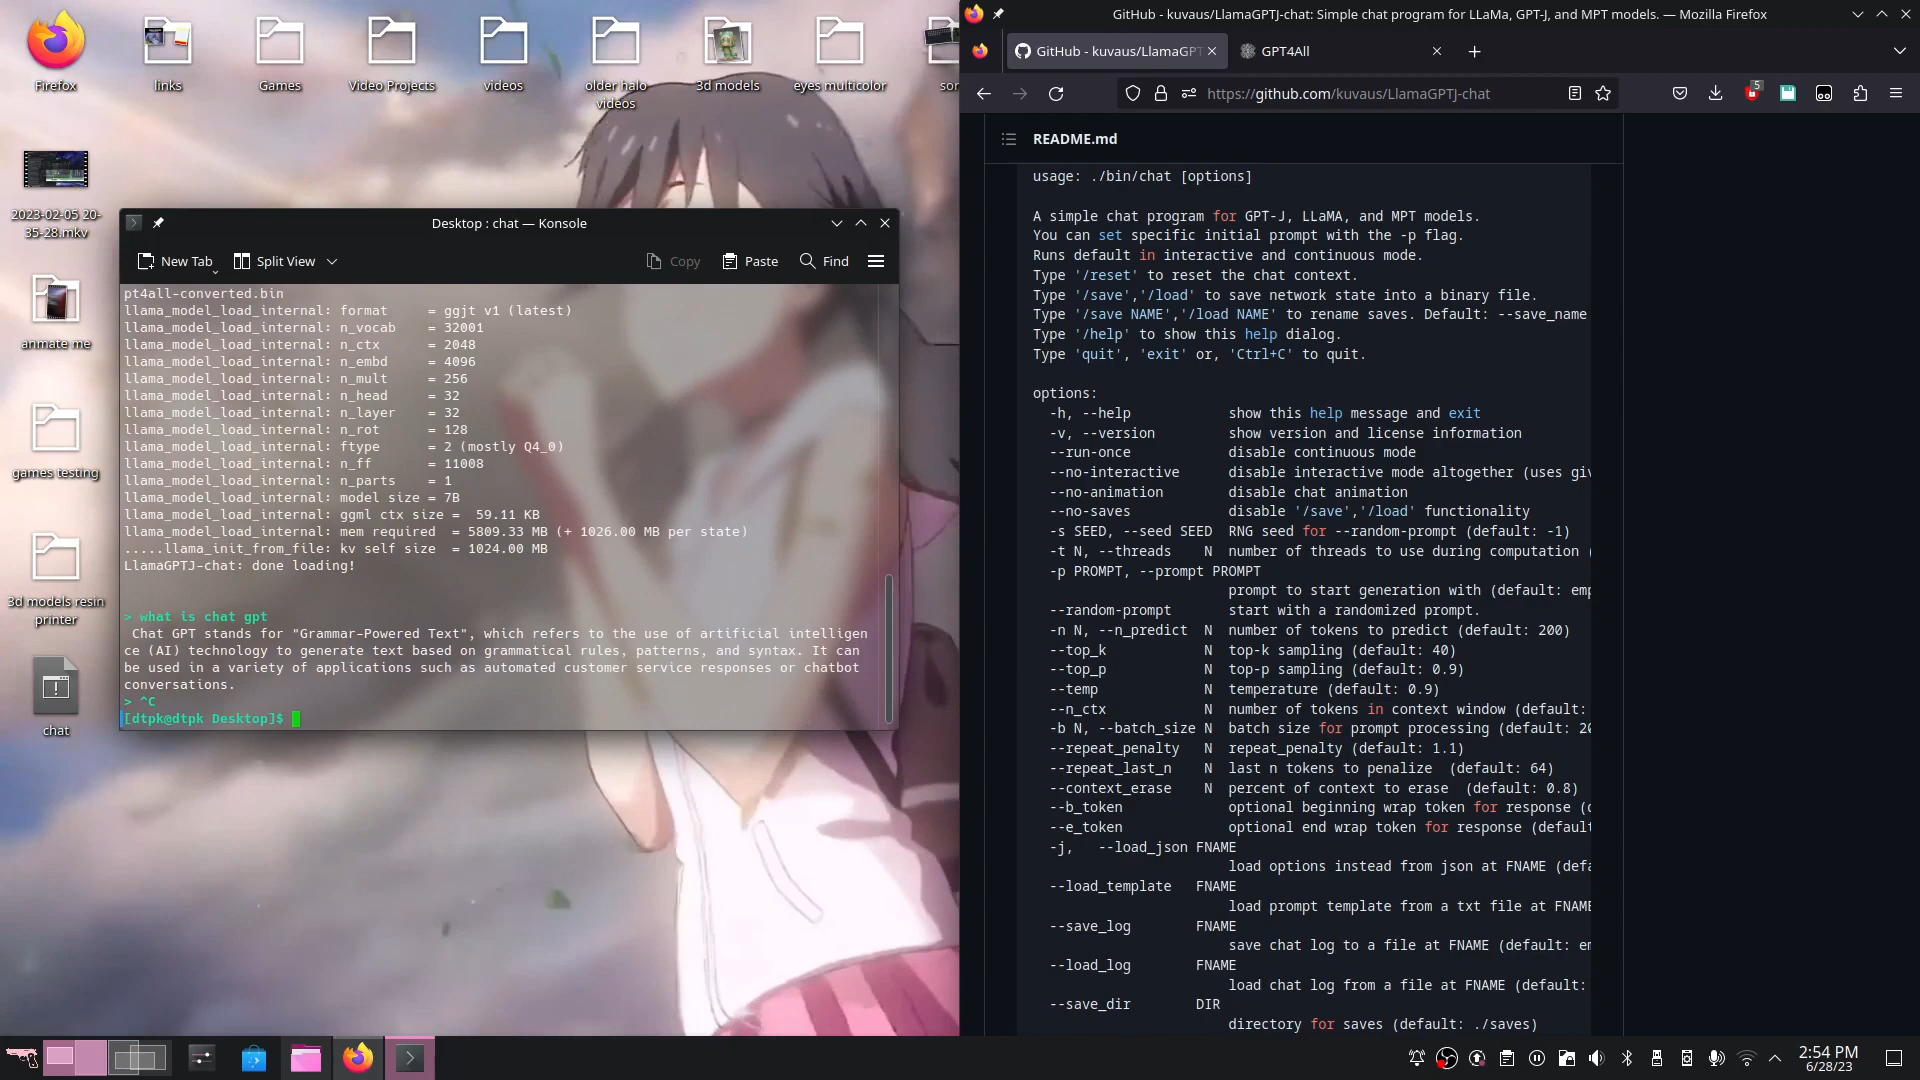 Firefox
links
Games
Video Projects
videos
older halo
videos
3d models
eyes multicolor
sor
2023-02-05 20-
35-28.mkv
anmate me
games testing
3d models resin
printer
chat
Desktop : chat — Konsole
New Tab
Split View
Copy
Paste
Find
pt4all-converted.bin
llama_model_load_internal: format     = ggjt v1 (latest)
llama_model_load_internal: n_vocab    = 32001
llama_model_load_internal: n_ctx      = 2048
llama_model_load_internal: n_embd     = 4096
llama_model_load_internal: n_mult     = 256
llama_model_load_internal: n_head     = 32
llama_model_load_internal: n_layer    = 32
llama_model_load_internal: n_rot      = 128
llama_model_load_internal: ftype      = 2 (mostly Q4_0)
llama_model_load_internal: n_ff       = 11008
llama_model_load_internal: n_parts    = 1
llama_model_load_internal: model size = 7B
llama_model_load_internal: ggml ctx size =  59.11 KB
llama_model_load_internal: mem required  = 5809.33 MB (+ 1026.00 MB per state)
.....llama_init_from_file: kv self size  = 1024.00 MB
LlamaGPTJ-chat: done loading!
> what is chat gpt
Chat GPT stands for "Grammar-Powered Text", which refers to the use of artificial intelligen
ce (AI) technology to generate text based on grammatical rules, patterns, and syntax. It can
be used in a variety of applications such as automated customer service responses or chatbot
conversations.
> ^C
[dtpk@dtpk Desktop]$
GitHub - kuvaus/LlamaGPTJ-chat: Simple chat program for LLaMa, GPT-J, and MPT models. — Mozilla Firefox
GitHub - kuvaus/LlamaGPT
GPT4All
https://github.com/kuvaus/LlamaGPTJ-chat
5
README.md
usage: ./bin/chat [options]
A simple chat program for GPT-J, LLaMA, and MPT models.
You can set specific initial prompt with the -p flag.
Runs default in interactive and continuous mode.
Type '/reset' to reset the chat context.
Type '/save','/load' to save network state into a binary file.
Type '/save NAME','/load NAME' to rename saves. Default: --save_name
Type '/help' to show this help dialog.
Type 'quit', 'exit' or, 'Ctrl+C' to quit.
options:
-h, --help            show this help message and exit
-v, --version         show version and license information
--run-once            disable continuous mode
--no-interactive      disable interactive mode altogether (uses giv
--no-animation        disable chat animation
--no-saves            disable '/save','/load' functionality
-s SEED, --seed SEED  RNG seed for --random-prompt (default: -1)
-t N, --threads    N  number of threads to use during computation (
-p PROMPT, --prompt PROMPT
prompt to start generation with (default: emp
--random-prompt       start with a randomized prompt.
-n N, --n_predict  N  number of tokens to predict (default: 200)
--top_k            N  top-k sampling (default: 40)
--top_p            N  top-p sampling (default: 0.9)
--temp             N  temperature (default: 0.9)
--n_ctx            N  number of tokens in context window (default:
-b N, --batch_size N  batch size for prompt processing (default: 20
--repeat_penalty   N  repeat_penalty (default: 1.1)
--repeat_last_n    N  last n tokens to penalize  (default: 64)
--context_erase    N  percent of context to erase  (default: 0.8)
--b_token             optional beginning wrap token for response (d
--e_token             optional end wrap token for response (default
-j,   --load_json FNAME
load options instead from json at FNAME (defa
--load_template   FNAME
load prompt template from a txt file at FNAME
--save_log        FNAME
save chat log to a file at FNAME (default: em
--load_log        FNAME
load chat log from a file at FNAME (default:
--save_dir        DIR
directory for saves (default: ./saves)
2:54 PM
6/28/23